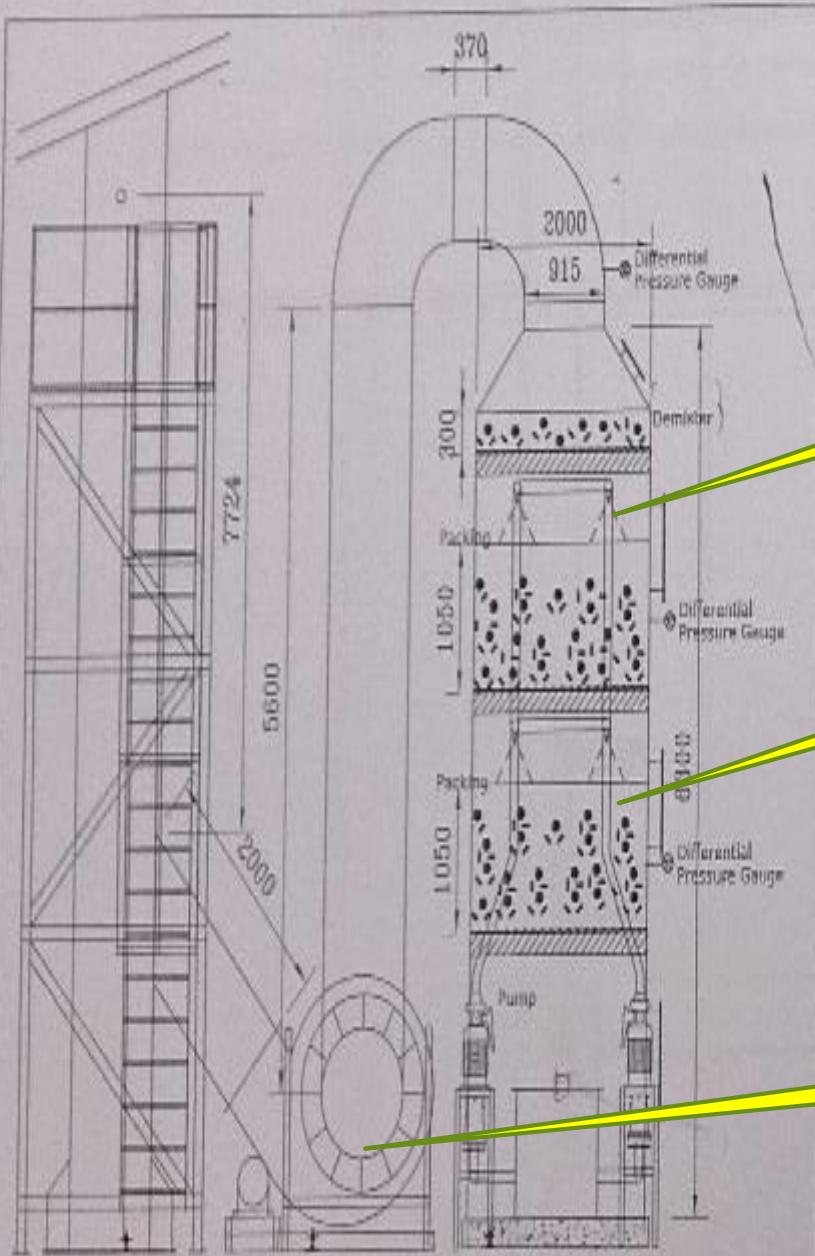 370
2000
915
Differential
Pressure Gauge
300
Demister
7724
Packing
1050
Differential
Pressure Gauge
5600
Packing
1050
2000
Differential
Pressure Gauge
Pump